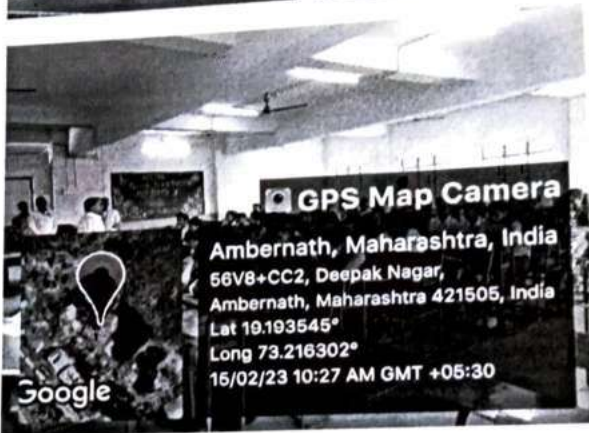 GPS Map Camera
Ambernath, Maharashtra, India
56V8+CC2, Deepak Nagar,
Ambernath, Maharashtra 421505, India
Lat 19.193545°
Long 73.216302°
15/02/23 10:27 AM GMT +05:30
Google